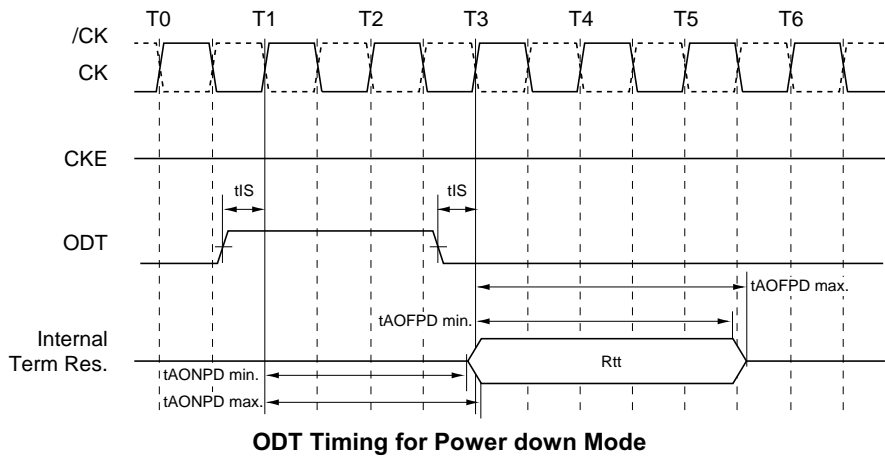 T0 T1 T2 T3 T4 T5 T6
/CK
CK
CKE
tIS tIS
ODT
tAOFPD max.
tAOFPD min.
Internal
Term Res.
Rtt
tAONPD min.
tAONPD max.
ODT Timing for Power down Mode